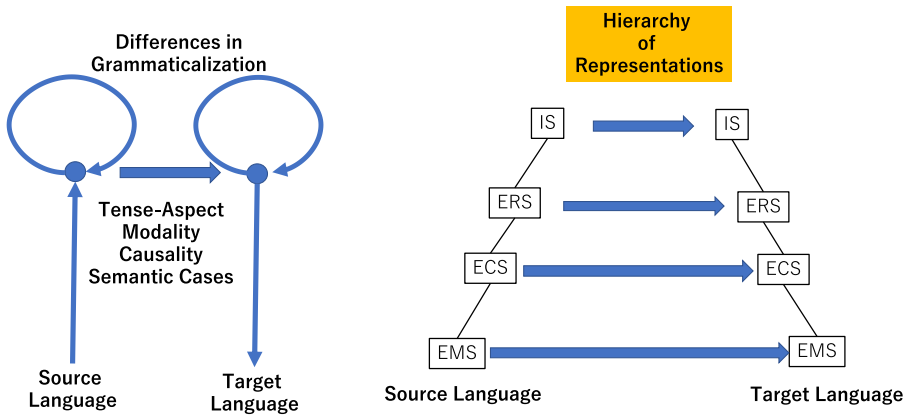 Differences in
Grammaticalization
Tense-Aspect
Modality
Causality
Semantic Cases
Source
Language
Target
Language
Hierarchy
of
Representations
IS
IS
ERS
ERS
ECS
ECS
EMS
EMS
Source Language
Target Language